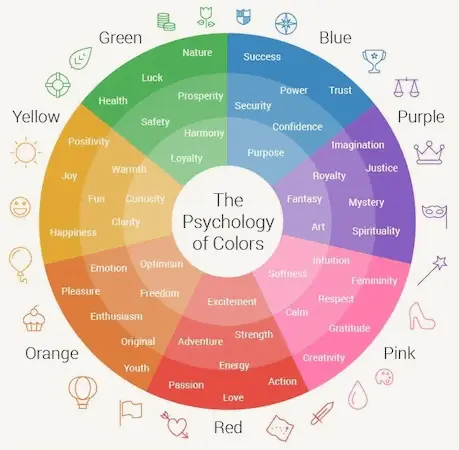 The
Psychology
of Colors
Green
Nature
Luck
Health
Prosperity
Safety
Harmony
Loyalty
Blue
Success
Power
Trust
Security
Confidence
Purpose
Purple
Imagination
Justice
Royalty
Mystery
Fantasy
Spirituality
Art
Pink
Intuition
Femininity
Softness
Respect
Calm
Gratitude
Creativity
Red
Excitement
Strength
Adventure
Energy
Action
Passion
Love
Orange
Optimism
Emotion
Pleasure
Freedom
Enthusiasm
Original
Youth
Yellow
Positivity
Warmth
Joy
Fun
Curiosity
Clarity
Happiness